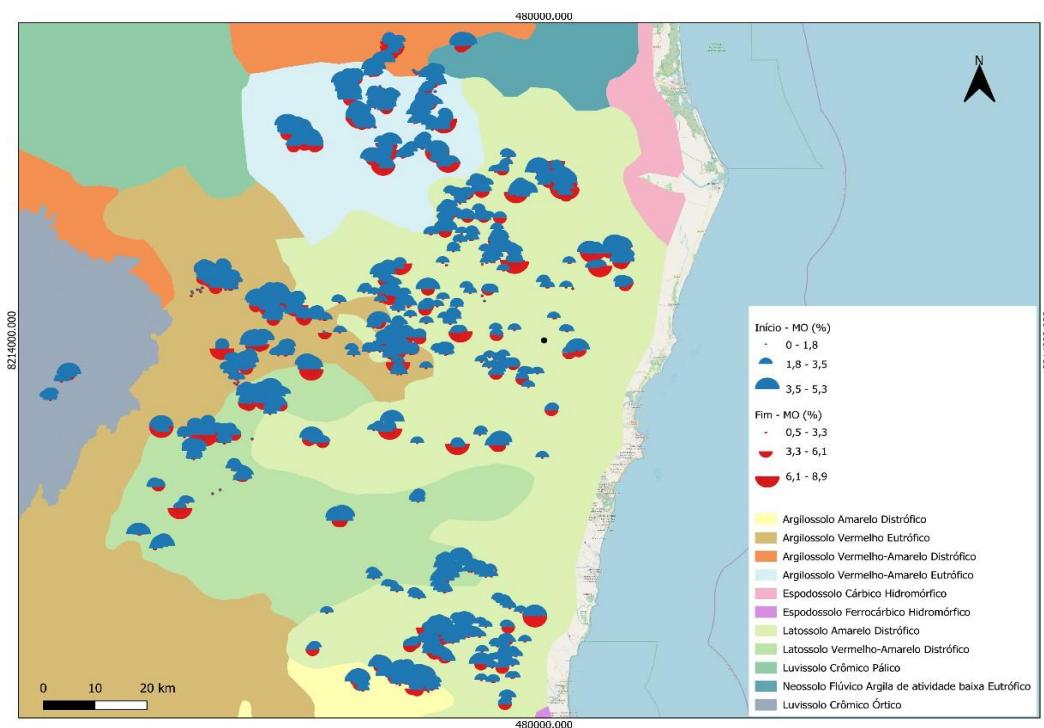 480000.000
N
8214000.000
Início - MO (%)
0 - 1,8
1,8 - 3,5
3,5 - 5,3
Fim - MO (%)
0,5 - 3,3
3,3 - 6,1
6,1 - 8,9
Argilossolo Amarelo Distrófico
Argilossolo Vermelho Eutrófico
Argilossolo Vermelho-Amarelo Distrófico
Argilossolo Vermelho-Amarelo Eutrófico
Espodossolo Cárbico Hidromórfico
Espodossolo Ferrocárbico Hidromórfico
Latossolo Amarelo Distrófico
Latossolo Vermelho-Amarelo Distrófico
Luvissolo Crômico Pálico
Neossolo Flúvico Argila de atividade baixa Eutrófico
Luvissolo Crômico Órtico
0 10 20 km
480000.000